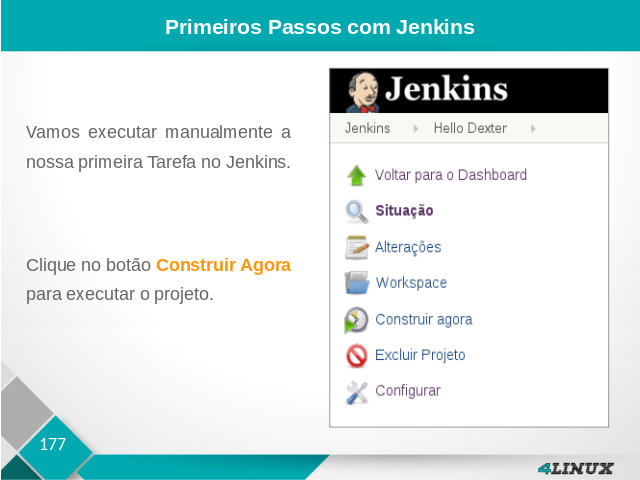 Primeiros Passos com Jenkins
Vamos executar manualmente a
nossa primeira Tarefa no Jenkins.
Clique no botão Construir Agora
para executar o projeto.
Jenkins
Jenkins Hello Dexter
Voltar para o Dashboard
Situação
Alterações
Workspace
Construir agora
Excluir Projeto
Configurar
177
4LINUX